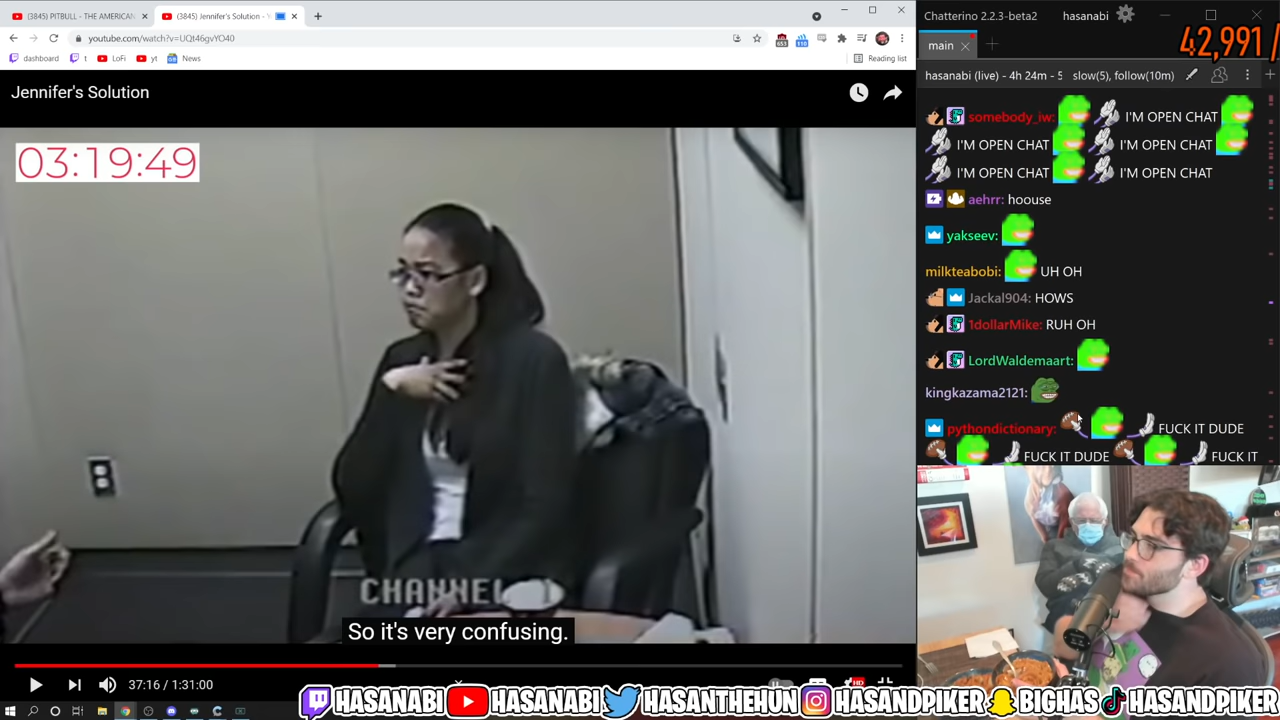 (3845) PITBULL - THE AMERICAN
(3845) Jennifer's Solution - Y
youtube.com/watch?v=UQt46gvYO40
651
110
dashboard
t
LoFi
yt
News
Reading list
Jennifer's Solution
03:19:49
CHANNEL 1
So it's very confusing.
37:16 / 1:31:00
HD
Chatterino 2.2.3-beta2
hasanabi
42,991 /
main
hasanabi (live) - 4h 24m - 5
slow(5), follow(10m)
somebody_iw: I'M OPEN CHAT
I'M OPEN CHAT I'M OPEN CHAT
I'M OPEN CHAT I'M OPEN CHAT
aehrr: hoouse
yakseev:
milkteabobi: UH OH
Jackal904: HOWS
1dollarMike: RUH OH
LordWaldemaart:
kingkazama2121:
pythondictionary: FUCK IT DUDE
FUCK IT DUDE FUCK IT
HASANABI HASANABI HASANTHEHUN HASANDPIKER BIGHAS HASANDPIKER